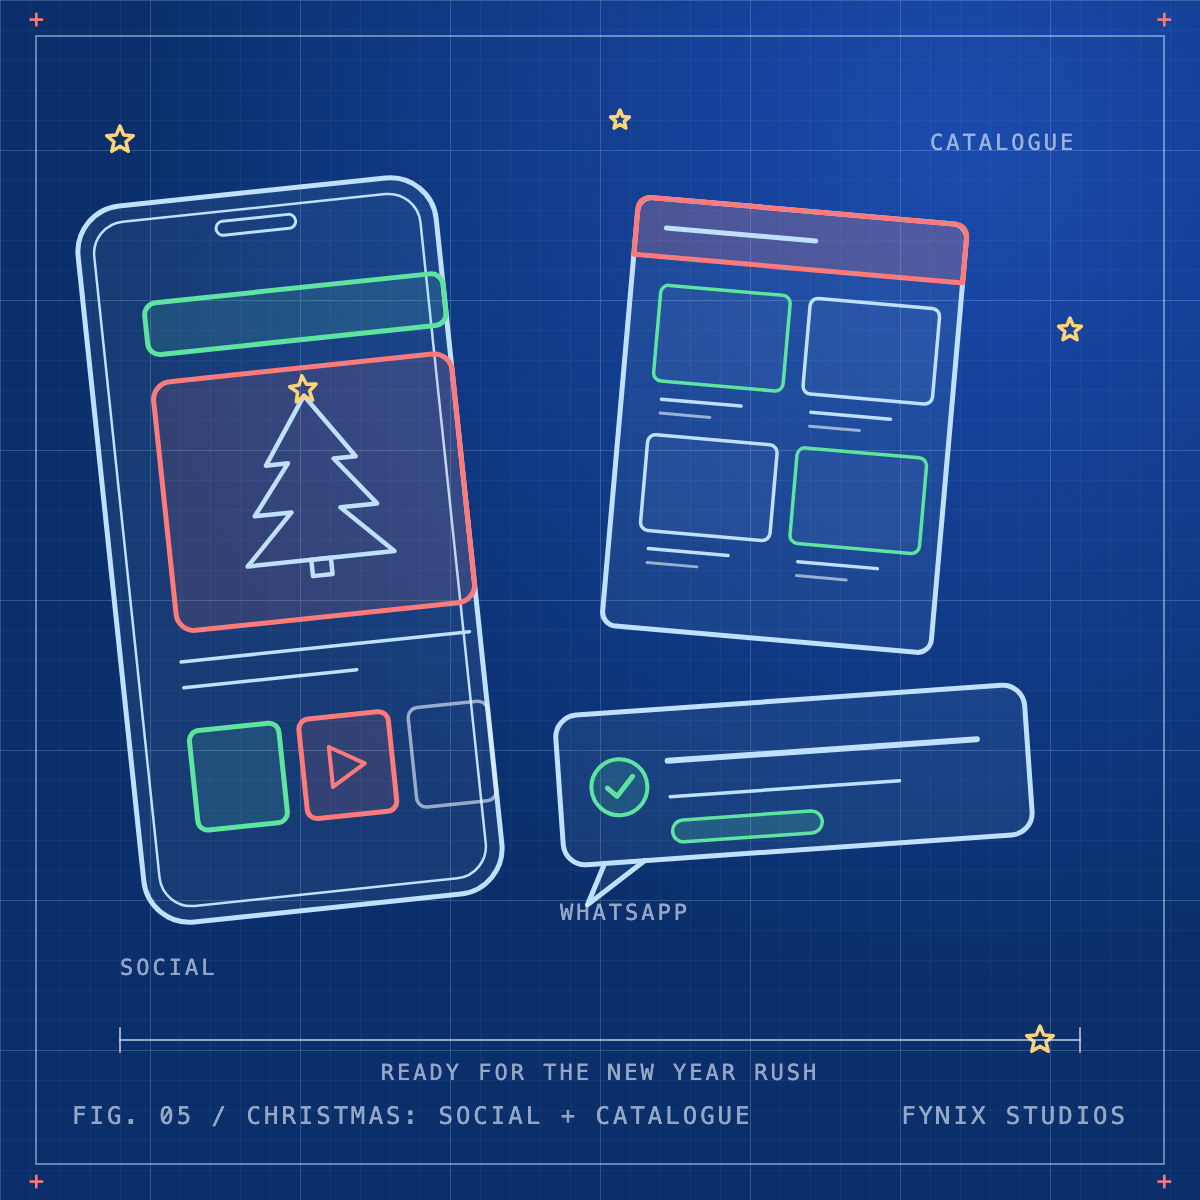 CATALOGUE
WHATSAPP
SOCIAL
READY FOR THE NEW YEAR RUSH
FIG. 05 / CHRISTMAS: SOCIAL + CATALOGUE
FYNIX STUDIOS